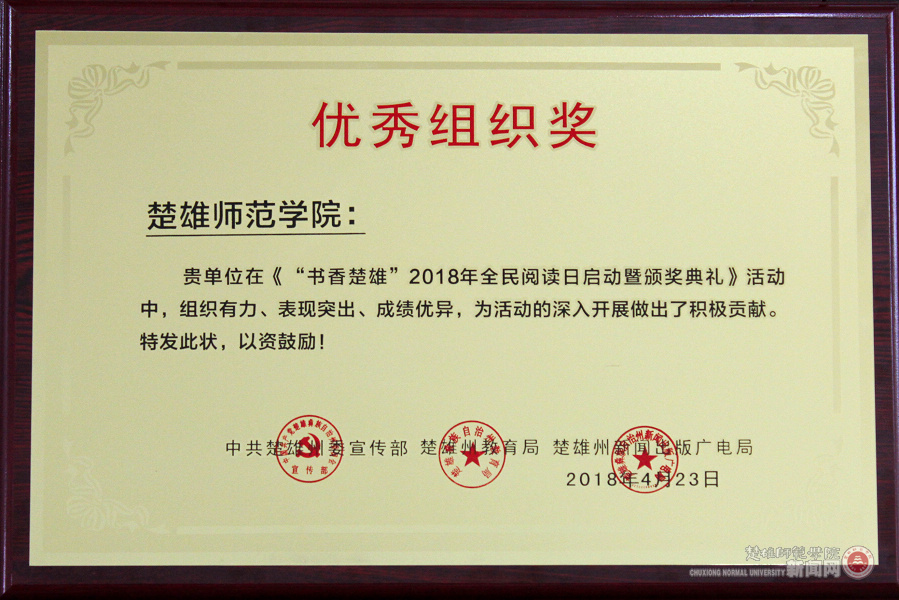 优秀组织奖
楚雄师范学院：
贵单位在《“书香楚雄”2018年全民阅读日启动暨颁奖典礼》活动
中，组织有力、表现突出、成绩优异，为活动的深入开展做出了积极贡献。
特发此状，以资鼓励！
中共楚雄州委宣传部 楚雄州教育局 楚雄州新闻出版广电局
宣传部
2018年4月23日
楚雄师范学院
CHUXIONG NORMAL UNIVERSITY 新闻网